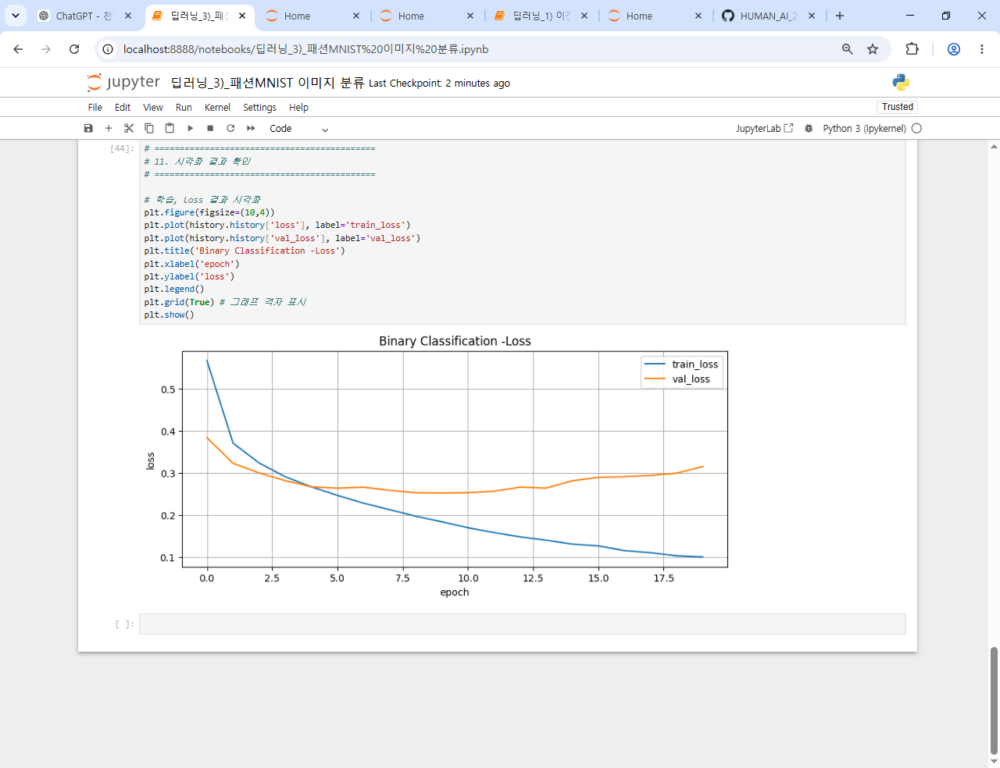 ChatGPT - 전
딥러닝_3)_패션
Home
Home
딥러닝_1) 이진
Home
HUMAN_AI_2
localhost:8888/notebooks/딥러닝_3)_패션MNIST%20이미지%20분류.ipynb
jupyter 딥러닝_3)_패션MNIST 이미지 분류 Last Checkpoint: 2 minutes ago
File Edit View Run Kernel Settings Help Trusted
Code JupyterLab Python 3 (ipykernel)
[44]: # ============================================
# 11. 시각화 결과 확인
# ============================================
# 학습, loss 결과 시각화
plt.figure(figsize=(10,4))
plt.plot(history.history['loss'], label='train_loss')
plt.plot(history.history['val_loss'], label='val_loss')
plt.title('Binary Classification -Loss')
plt.xlabel('epoch')
plt.ylabel('loss')
plt.legend()
plt.grid(True) # 그래프 격자 표시
plt.show()
Binary Classification -Loss
train_loss
val_loss
0.5
0.4
0.3
0.2
0.1
loss
0.0 2.5 5.0 7.5 10.0 12.5 15.0 17.5
epoch
[ ]: